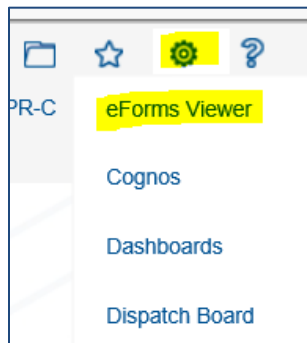 PR-C
eForms Viewer
Cognos
Dashboards
Dispatch Board